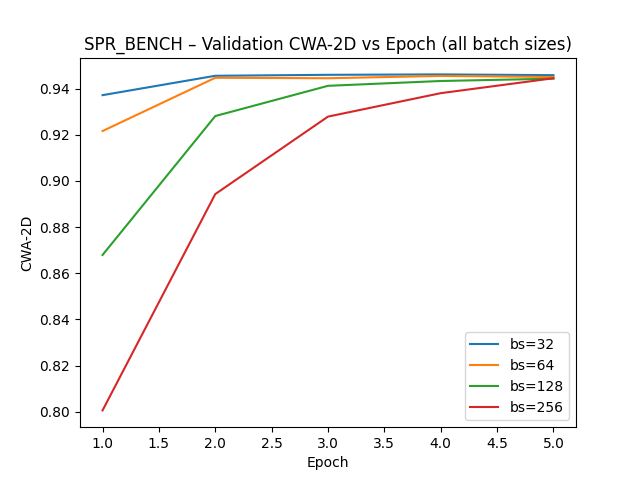 SPR_BENCH – Validation CWA-2D vs Epoch (all batch sizes)
CWA-2D
0.94
0.92
0.90
0.88
0.86
0.84
0.82
0.80
1.0 1.5 2.0 2.5 3.0 3.5 4.0 4.5 5.0
Epoch
bs=32
bs=64
bs=128
bs=256